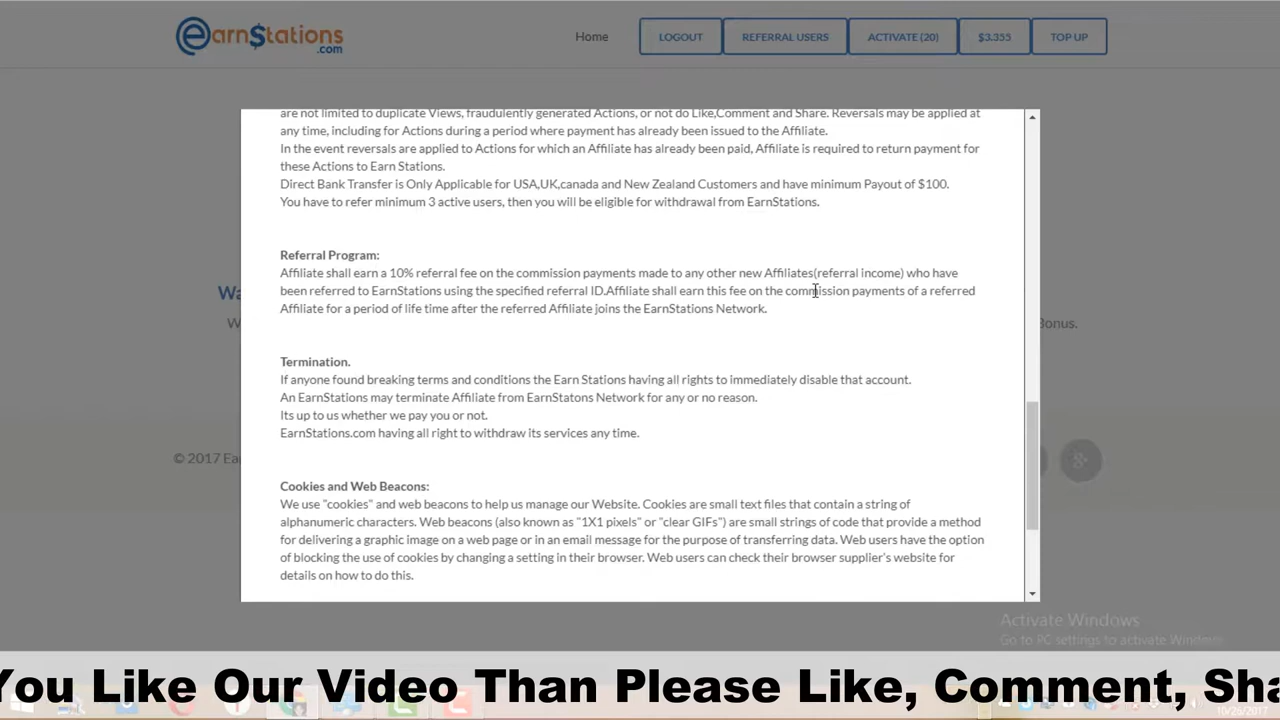 earnStations
.com
Home
LOGOUT
REFERRAL USERS
ACTIVATE (20)
$3.355
TOP UP
are not limited to duplicate Views, fraudulently generated Actions, or not do Like,Comment and Share. Reversals may be applied at
any time, including for Actions during a period where payment has already been issued to the Affiliate.
In the event reversals are applied to Actions for which an Affiliate has already been paid, Affiliate is required to return payment for
these Actions to Earn Stations.
Direct Bank Transfer is Only Applicable for USA,UK,canada and New Zealand Customers and have minimum Payout of $100.
You have to refer minimum 3 active users, then you will be eligible for withdrawal from EarnStations.
Referral Program:
Affiliate shall earn a 10% referral fee on the commission payments made to any other new Affiliates(referral income) who have
been referred to EarnStations using the specified referral ID.Affiliate shall earn this fee on the commission payments of a referred
Affiliate for a period of life time after the referred Affiliate joins the EarnStations Network.
Wa
W
onus.
Termination.
If anyone found breaking terms and conditions the Earn Stations having all rights to immediately disable that account.
An EarnStations may terminate Affiliate from EarnStatons Network for any or no reason.
Its up to us whether we pay you or not.
EarnStations.com having all right to withdraw its services any time.
© 2017 Ea
g+
Cookies and Web Beacons:
We use "cookies" and web beacons to help us manage our Website. Cookies are small text files that contain a string of
alphanumeric characters. Web beacons (also known as "1X1 pixels" or "clear GIFs") are small strings of code that provide a method
for delivering a graphic image on a web page or in an email message for the purpose of transferring data. Web users have the option
of blocking the use of cookies by changing a setting in their browser. Web users can check their browser supplier's website for
details on how to do this.
Activate Windows
Go to PC settings to activate Windows.
You Like Our Video Than Please Like, Comment, Sha
10/26/2017